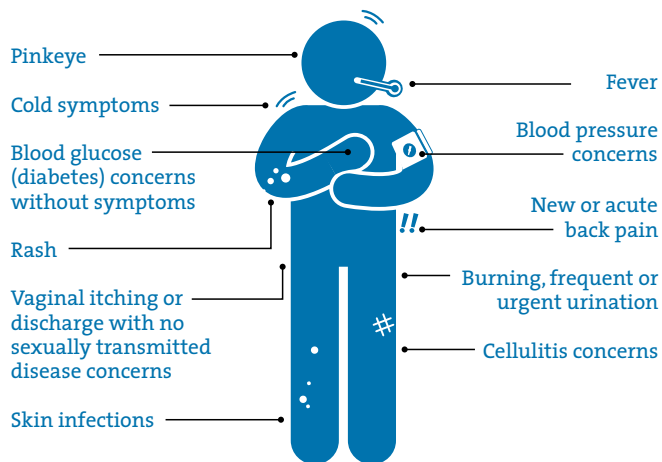 Pinkeye
Cold symptoms
Blood glucose
(diabetes) concerns
without symptoms
Rash
Vaginal itching or
discharge with no
sexually transmitted
disease concerns
Skin infections
Fever
Blood pressure
concerns
!!
New or acute
back pain
Burning, frequent or
urgent urination
Cellulitis concerns